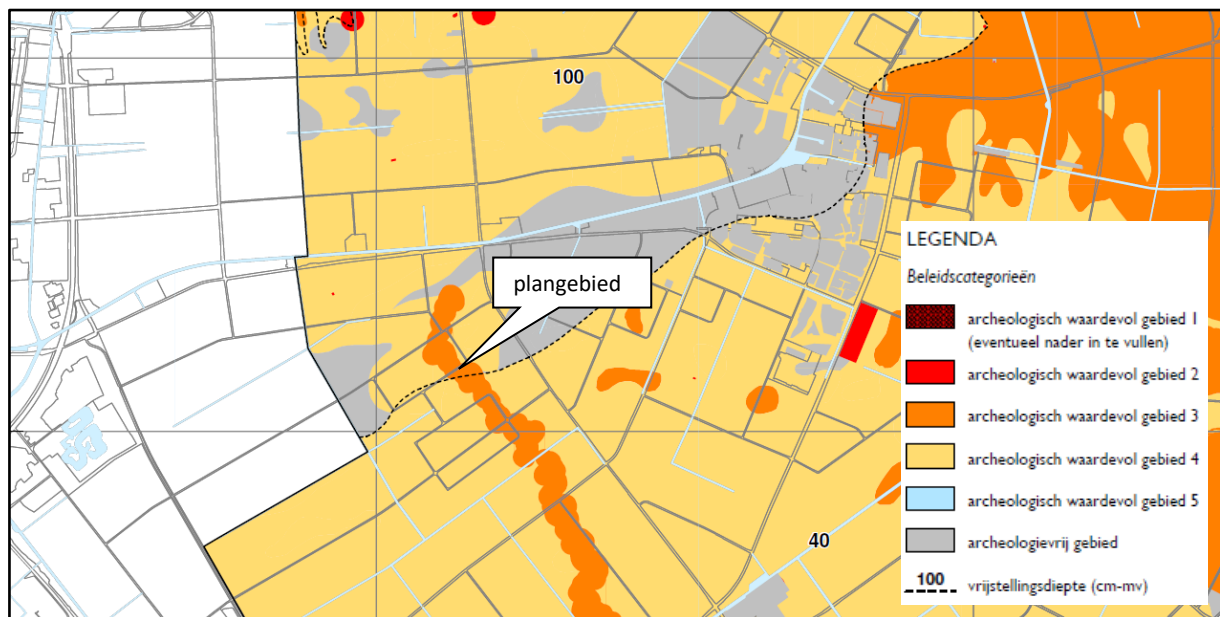 100
plangebied
40
LEGENDA
Beleidscategorieën
archeologisch waardevol gebied 1
(eventueel nader in te vullen)
archeologisch waardevol gebied 2
archeologisch waardevol gebied 3
archeologisch waardevol gebied 4
archeologisch waardevol gebied 5
archeologievrij gebied
100 vrijstellingsdiepte (cm-mv)